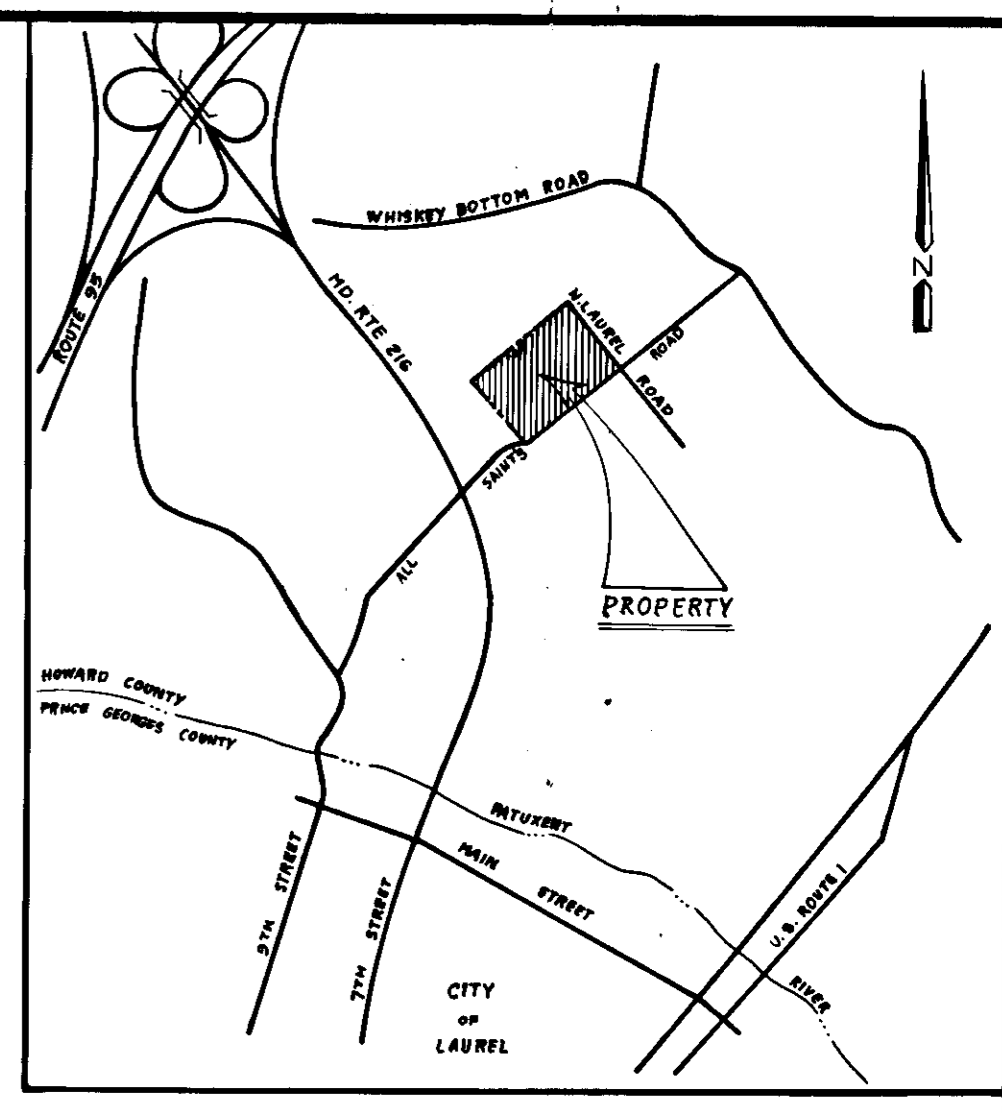 WHISKEY BOTTOM ROAD
N
ROUTE 95
MD. RTE 216
N. LAUREL
ROAD
ALL SAINTS ROAD
PROPERTY
HOWARD COUNTY
PRNCE GEORGES COUNTY
PATUXENT
RIVER
MAIN STREET
9TH STREET
7TH STREET
U.S. ROUTE 1
CITY
OF
LAUREL